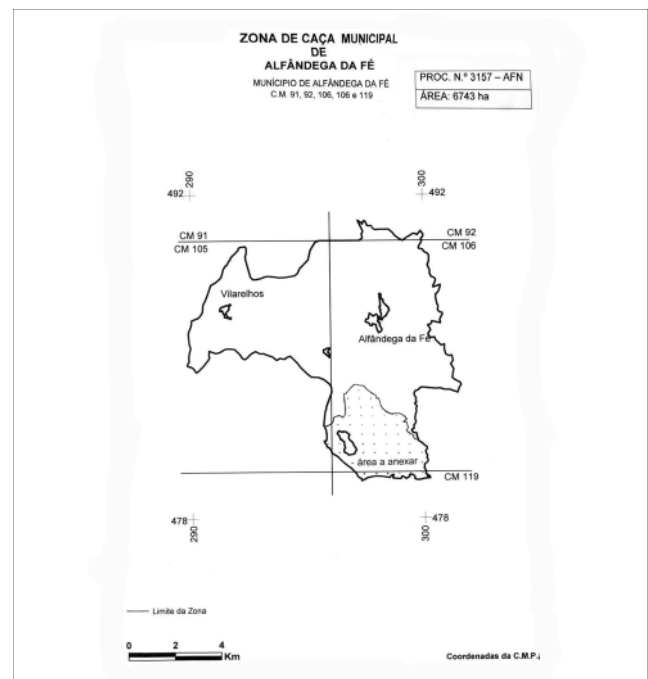 ZONA DE CAÇA MUNICIPAL
DE
ALFÂNDEGA DA FÉ
MUNÍCIPIO DE ALFÂNDEGA DA FÉ
C.M. 91, 92, 106, 106 e 119
PROC. N.º 3157 – AFN
ÁREA: 6743 ha
290
300
492
492
CM 91
CM 92
CM 105
CM 106
Vilarelhos
Alfândega da Fé
área a anexar
CM 119
478
478
290
300
Limite da Zona
0 2 4
Km
Coordenadas da C.M.P.